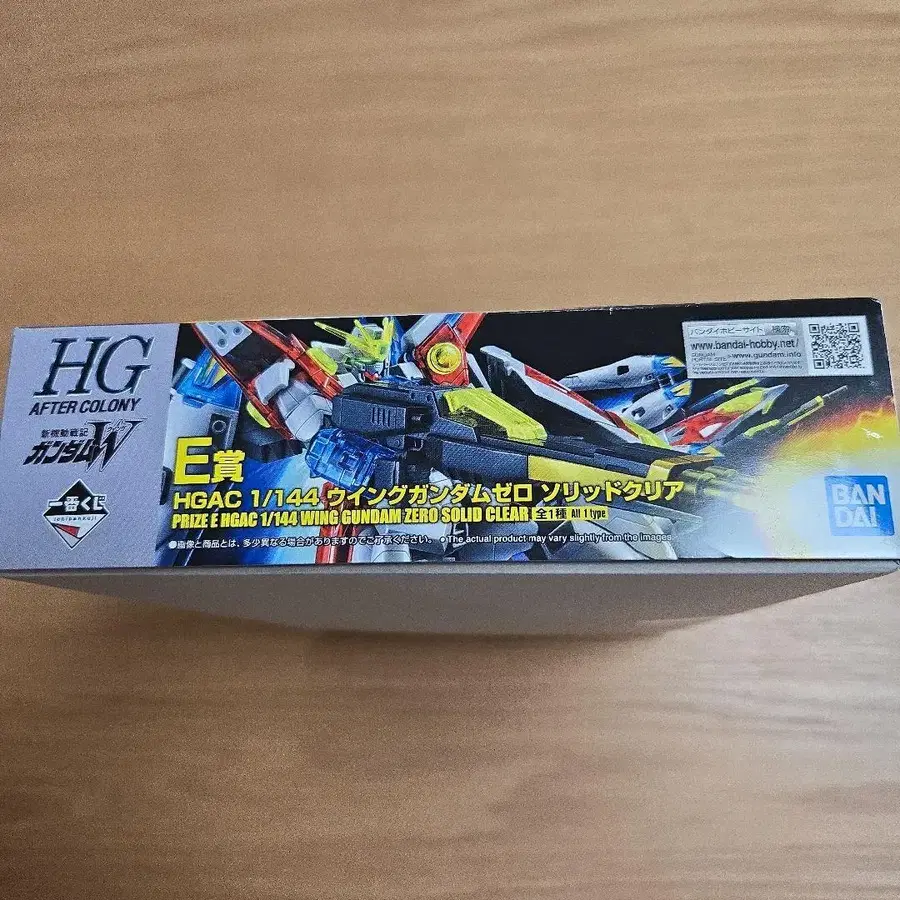 HG
AFTER COLONY
新機動戦記
ガンダムW
一番くじ
ichibankuji
E賞
HGAC 1/144 ウイングガンダムゼロ ソリッドクリア
PRIZE E HGAC 1/144 WING GUNDAM ZERO SOLID CLEAR 全1種 All 1 type
●画像と商品とは、多少異なる場合がありますのでご了承ください。 ●The actual product may vary slightly from the images.
バンダイホビーサイト 検索
www.bandai-hobby.net/
www.gundam.info
BAN
DAI